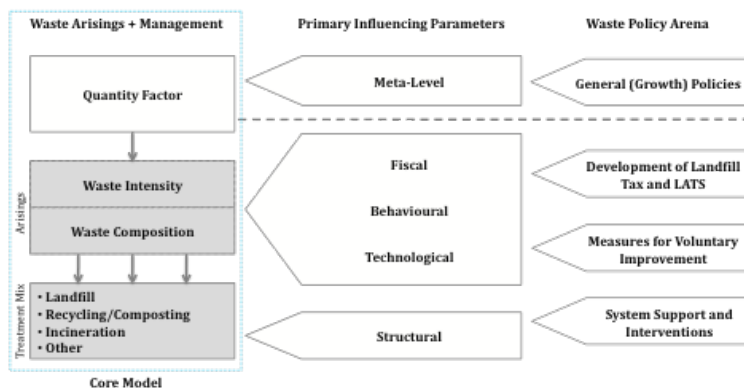 Waste Arisings + Management
Primary Influencing Parameters
Waste Policy Arena
Quantity Factor
Meta-Level
General (Growth) Policies
Arisings
Waste Intensity
Waste Composition
Fiscal
Behavioural
Technological
Development of Landfill
Tax and LATS
Measures for Voluntary
Improvement
Treatment Mix
• Landfill
• Recycling/Composting
• Incineration
• Other
Structural
System Support and
Interventions
Core Model